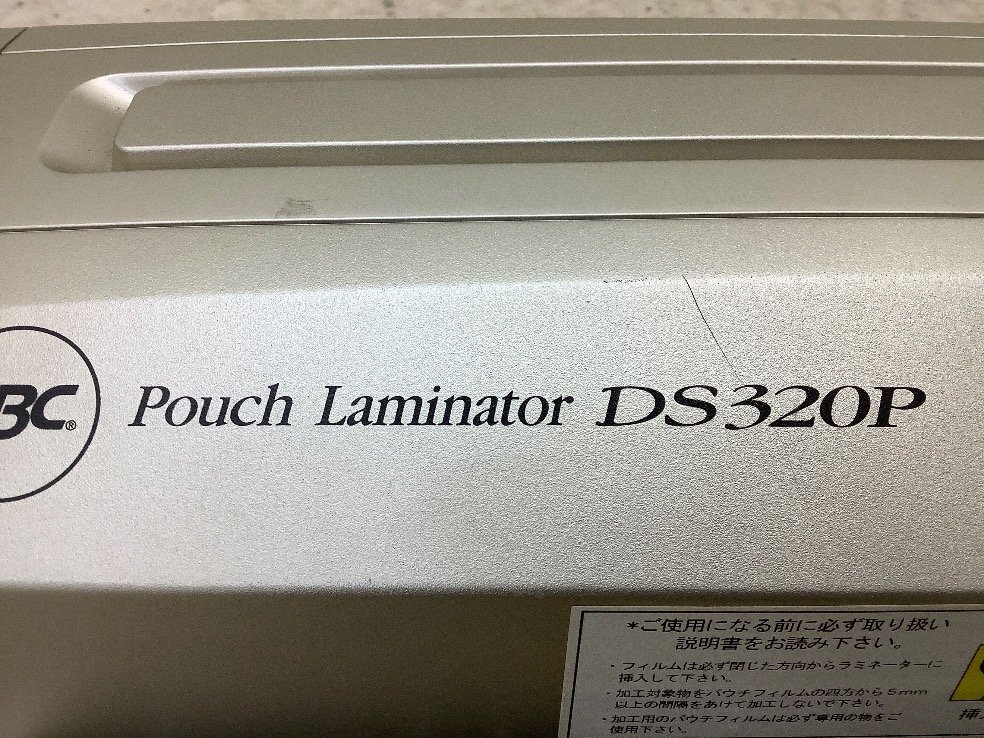 BC®
Pouch Laminator DS320P
*ご使用になる前に必ず取り扱い
説明書をお読み下さい。
・フィルムは必ず閉じた方向からラミネーターに
挿入して下さい。
・加工対象物をパウチフィルムの四方から5mm
以上の間隔をあけて加工しないで下さい。
・加工用のパウチフィルムは必ず専用の物をご
使用下さい。
挿入